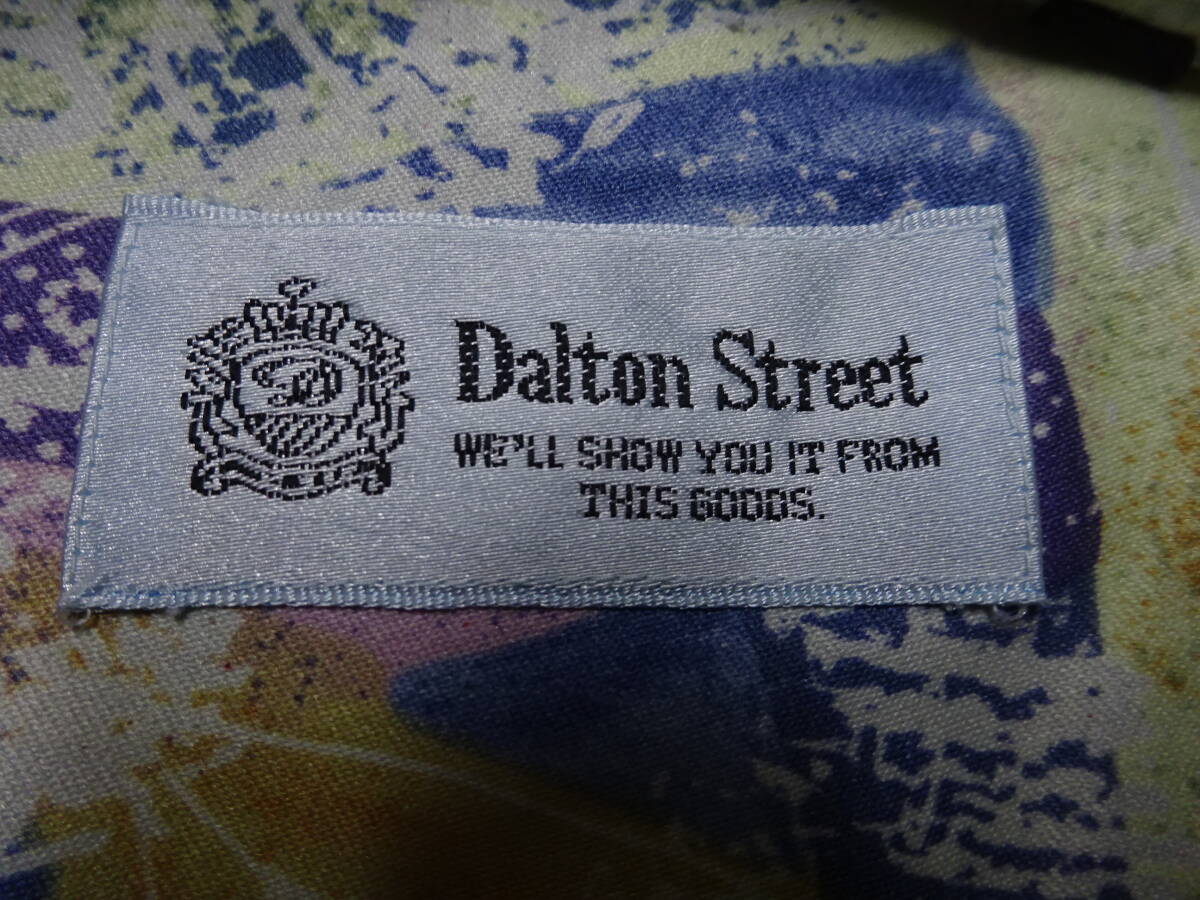 Dalton Street
WE'LL SHOW YOU IT FROM
THIS GOODS.